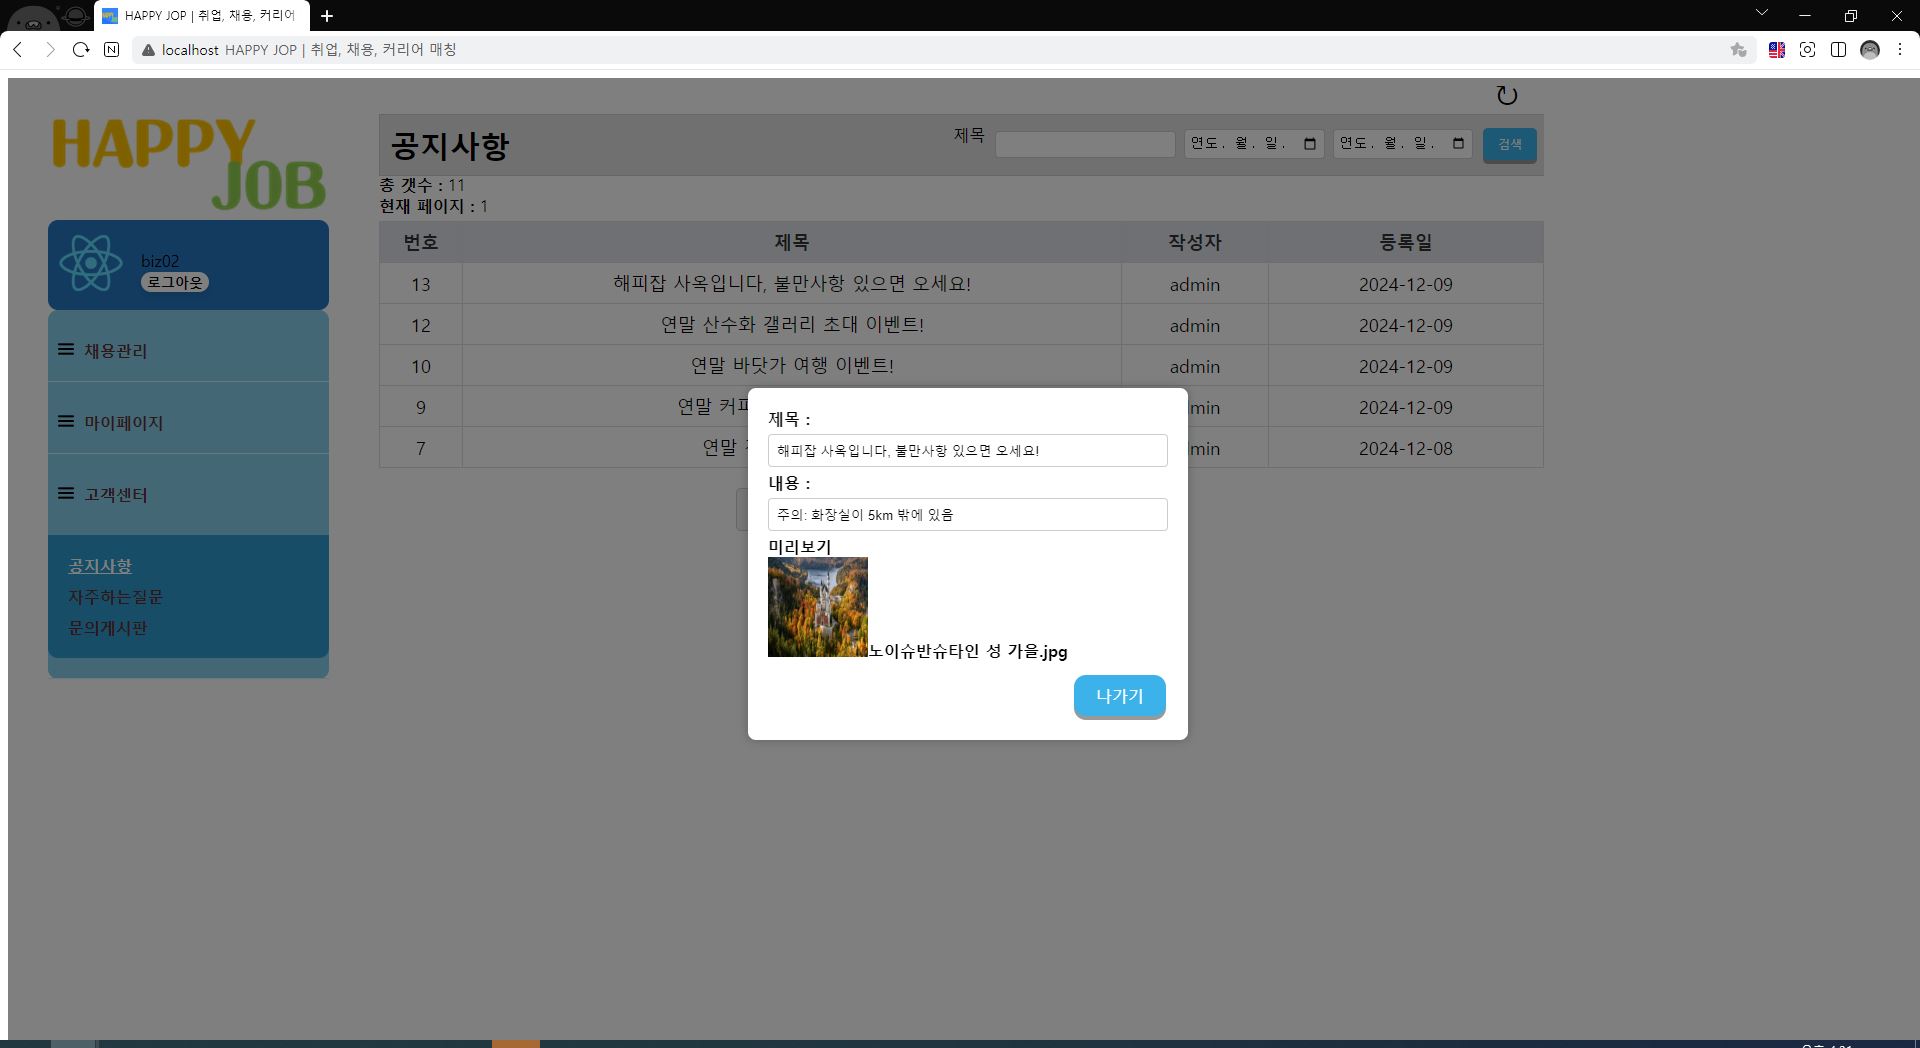 HAPPY JOP | 취업, 채용, 커리어
localhost HAPPY JOP | 취업, 채용, 커리어 매칭
HAPPY
JOB
biz02
로그아웃
채용관리
마이페이지
고객센터
공지사항
자주하는질문
문의게시판
공지사항
제목
연도. 월. 일.
연도. 월. 일.
검색
총 갯수 : 11
현재 페이지 : 1
번호 제목 작성자 등록일
13 해피잡 사옥입니다, 불만사항 있으면 오세요! admin 2024-12-09
12 연말 산수화 갤러리 초대 이벤트! admin 2024-12-09
10 연말 바닷가 여행 이벤트! admin 2024-12-09
9 연말 2024-12-09
7 연말 2024-12-08
제목 :
해피잡 사옥입니다, 불만사항 있으면 오세요!
내용 :
주의: 화장실이 5km 밖에 있음
미리보기
노이슈반슈타인 성 가을.jpg
나가기